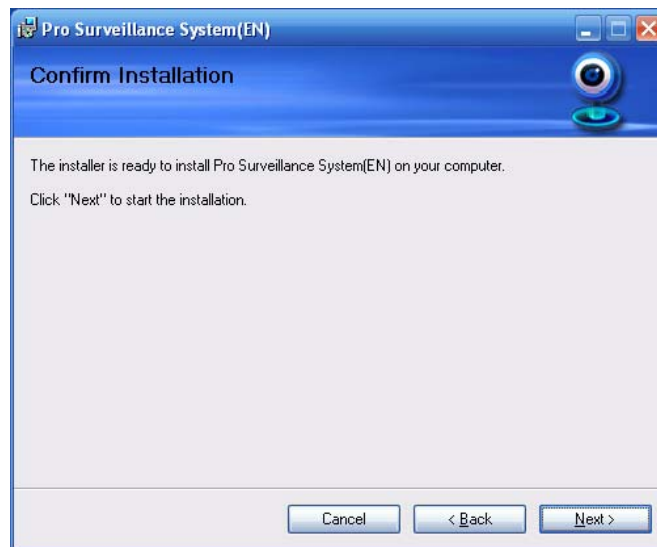 Pro Surveillance System(EN)
Confirm Installation
The installer is ready to install Pro Surveillance System(EN) on your computer.
Click "Next" to start the installation.
Cancel
< Back
Next >